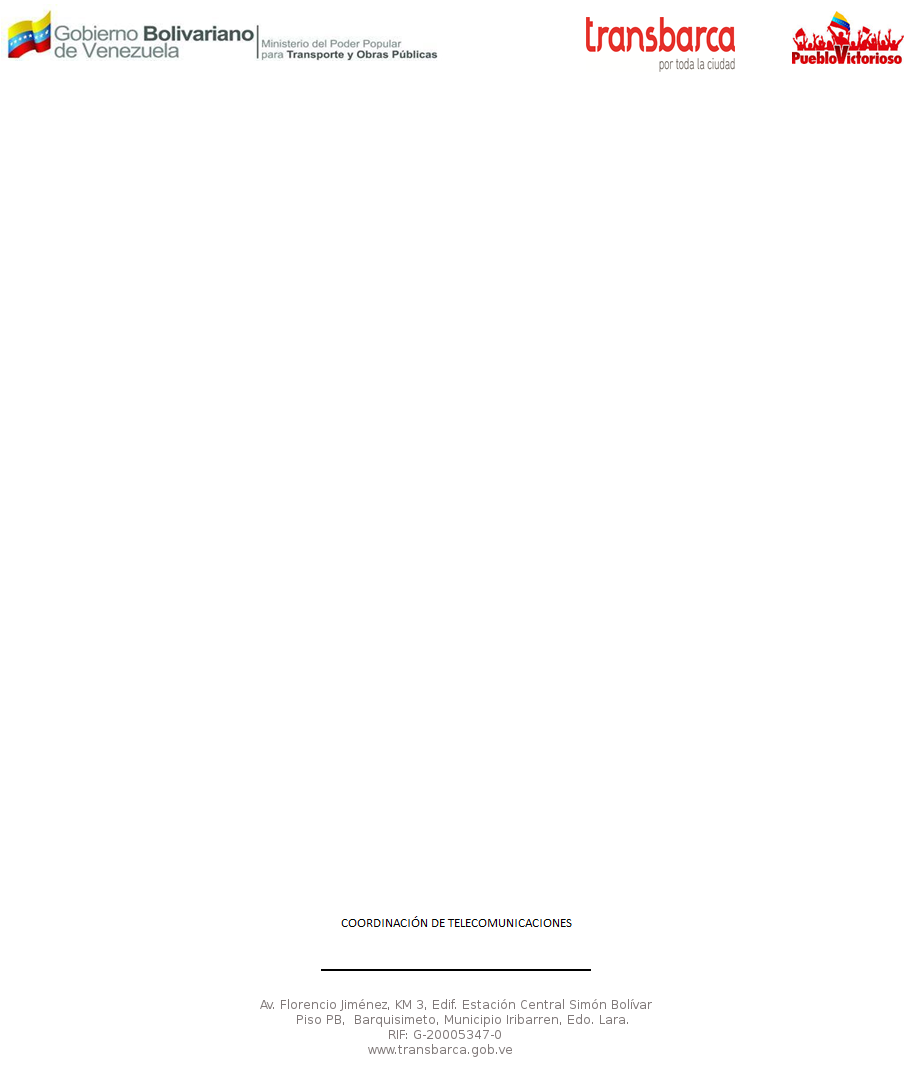 Gobierno Bolivariano
de Venezuela
Ministerio del Poder Popular
para Transporte y Obras Públicas
transbarca
por toda la ciudad
PuebloVictorioso
COORDINACIÓN DE TELECOMUNICACIONES
Av. Florencio Jiménez, KM 3, Edif. Estación Central Simón Bolívar
Piso PB, Barquisimeto, Municipio Iribarren, Edo. Lara.
RIF: G-20005347-0
www.transbarca.gob.ve